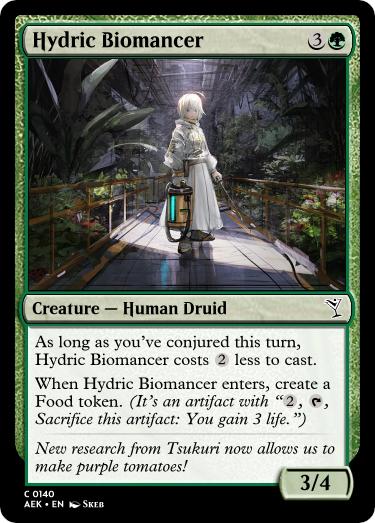 Hydric Biomancer 3
Creature — Human Druid
As long as you’ve conjured this turn,
Hydric Biomancer costs 2 less to cast.
When Hydric Biomancer enters, create a
Food token. (It’s an artifact with “2, ,
Sacrifice this artifact: You gain 3 life.”)
New research from Tsukuri now allows us to
make purple tomatoes!
3/4
C 0140
AEK • EN Skeb